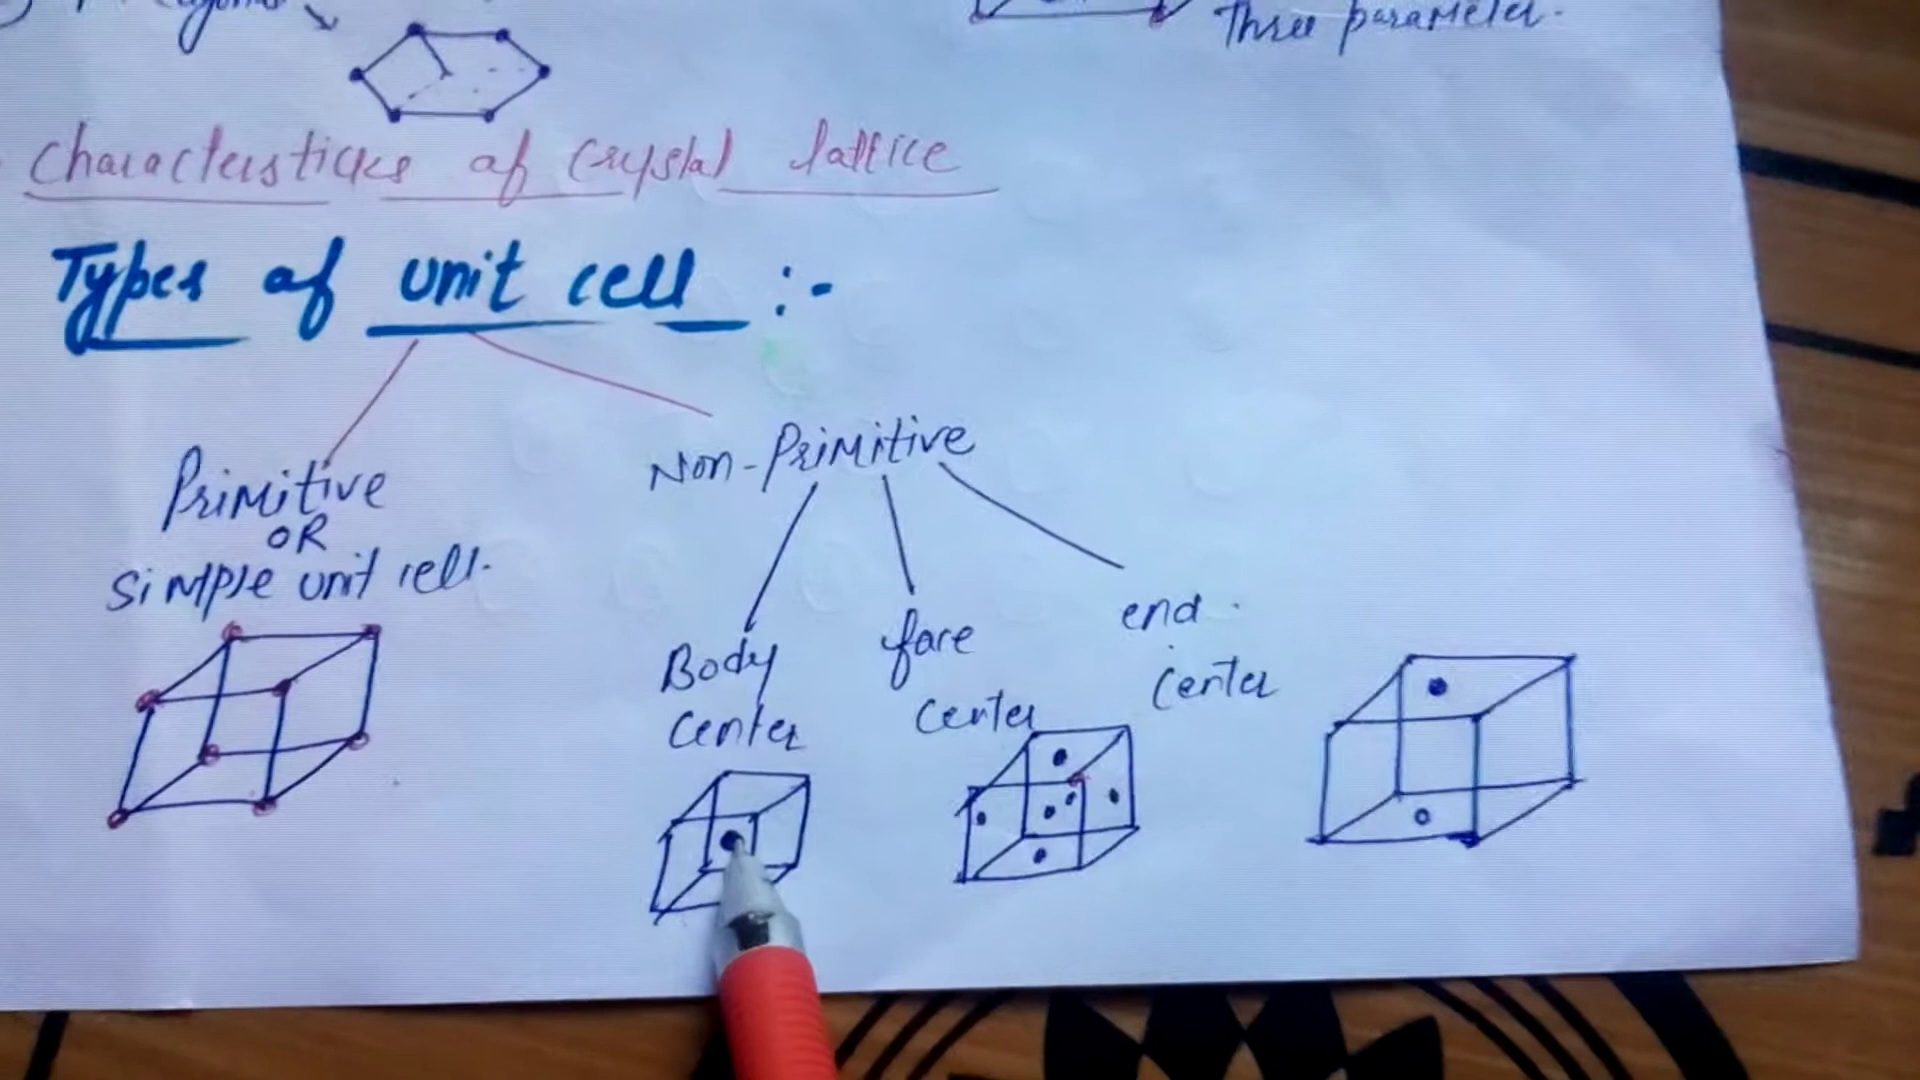 Three parameter.
Characteristicks of Crystal lattice
Types of unit cell :-
Primitive
OR
Simple unit cell.
Non-Primitive
Body
center
face
center
end
center